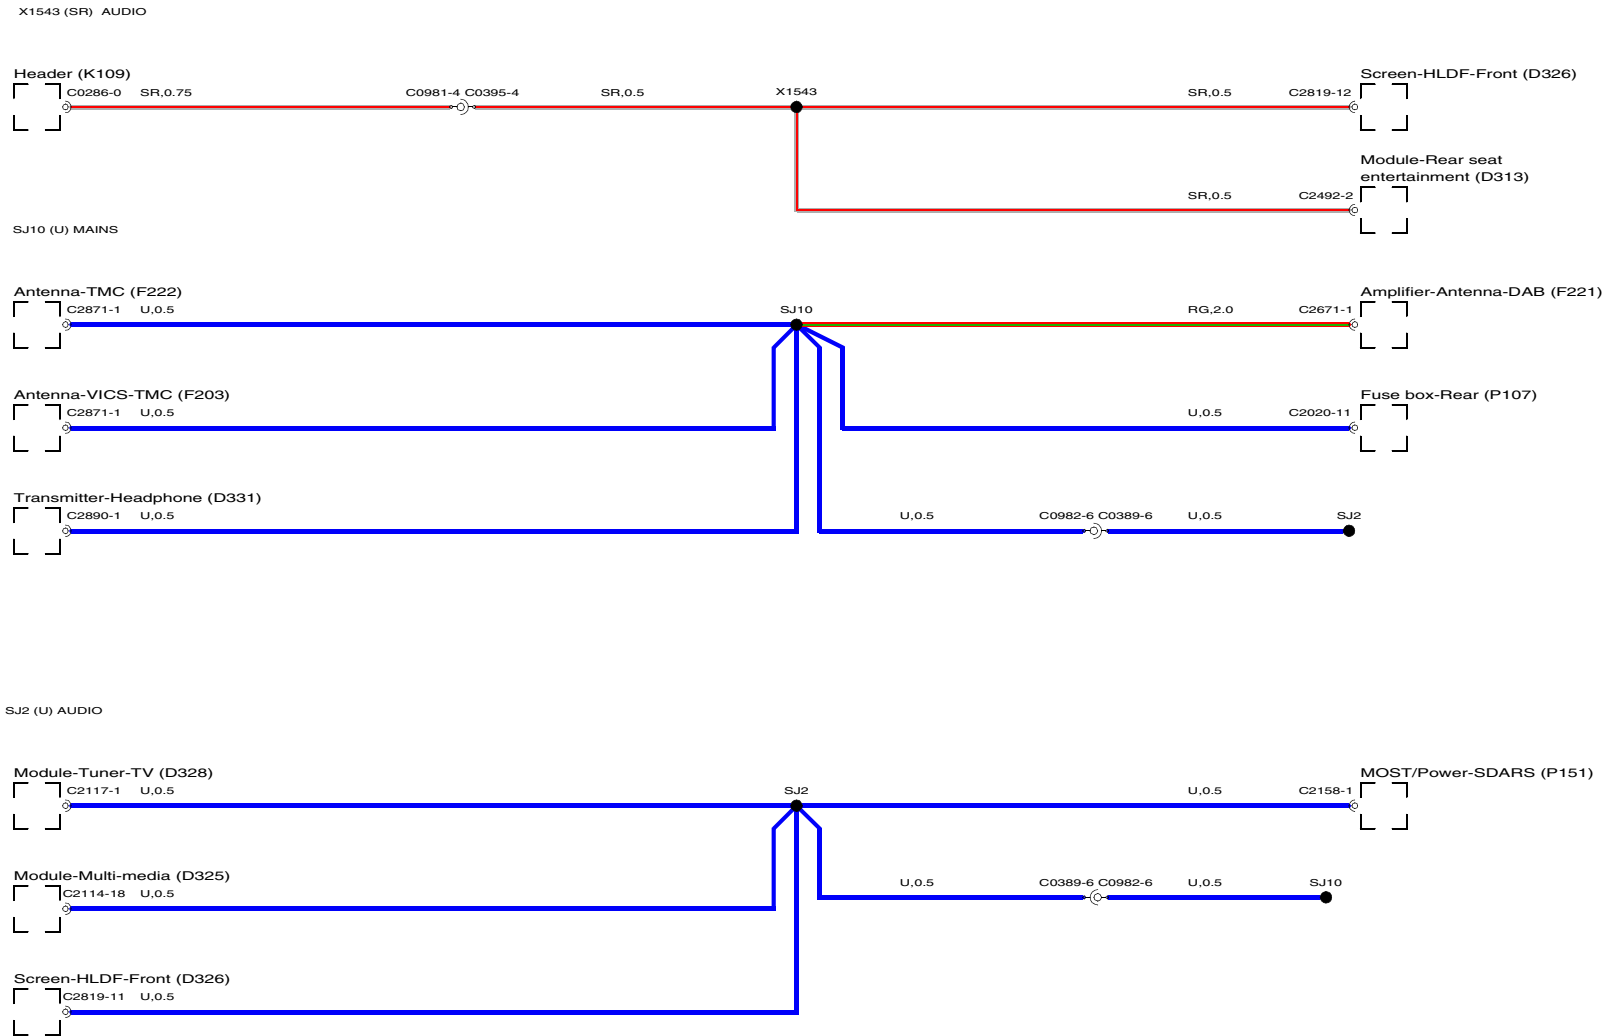 X1543 (SR) AUDIO
Header (K109)
Screen-HLDF-Front (D326)
C0286-0 SR,0.75 C0981-4 C0395-4 SR,0.5 X1543 SR,0.5 C2819-12
Module-Rear seat
entertainment (D313)
SR,0.5 C2492-2
SJ10 (U) MAINS
Antenna-TMC (F222)
Amplifier-Antenna-DAB (F221)
C2871-1 U,0.5 SJ10 RG,2.0 C2671-1
Antenna-VICS-TMC (F203)
Fuse box-Rear (P107)
C2871-1 U,0.5 U,0.5 C2020-11
Transmitter-Headphone (D331)
C2890-1 U,0.5 U,0.5 C0982-6 C0389-6 U,0.5 SJ2
SJ2 (U) AUDIO
Module-Tuner-TV (D328)
MOST/Power-SDARS (P151)
C2117-1 U,0.5 SJ2 U,0.5 C2158-1
Module-Multi-media (D325)
C2114-18 U,0.5 U,0.5 C0389-6 C0982-6 U,0.5 SJ10
Screen-HLDF-Front (D326)
C2819-11 U,0.5